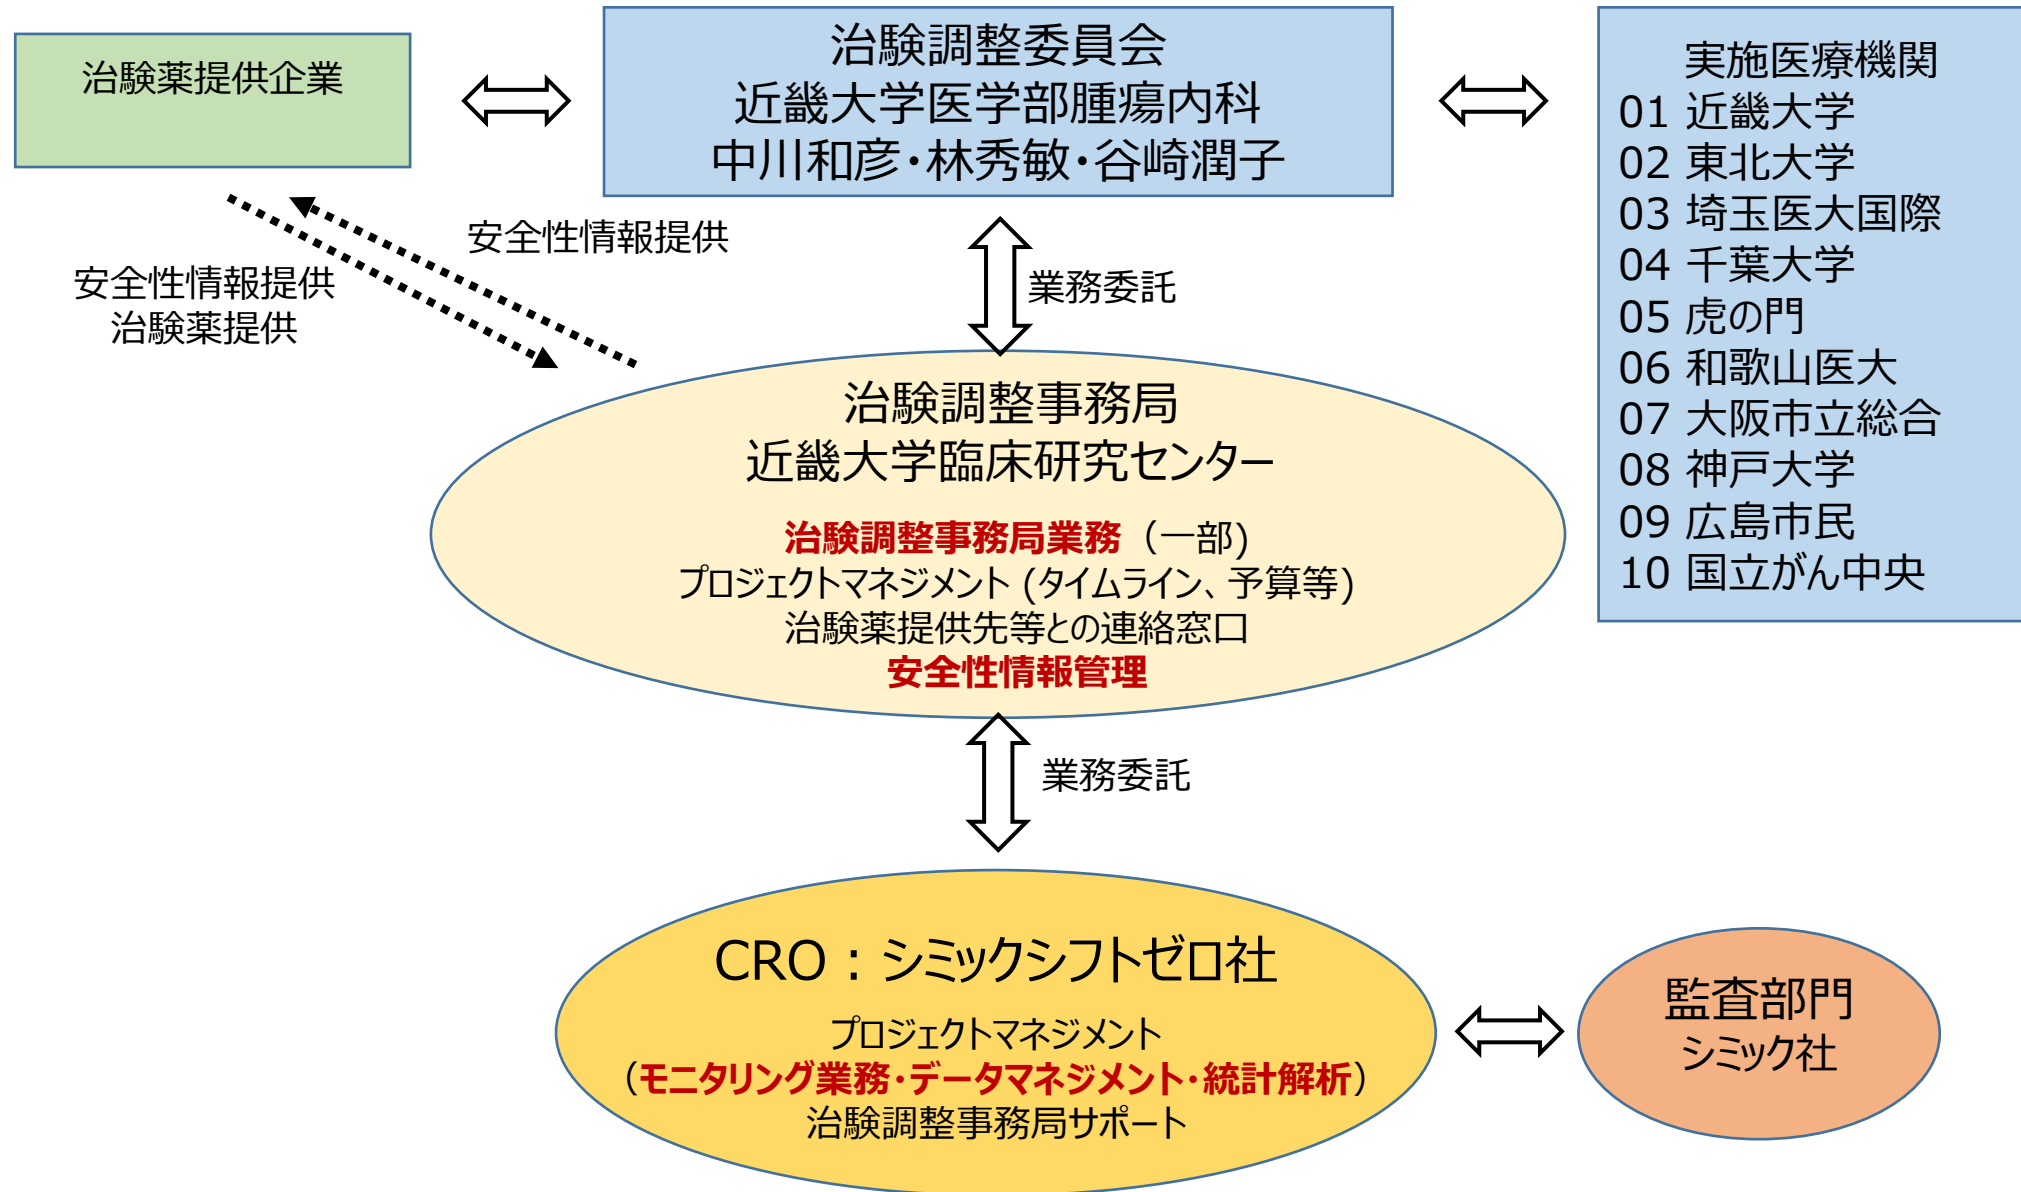 治験薬提供企業
治験調整委員会
近畿大学医学部腫瘍内科
中川和彦・林秀敏・谷崎潤子
実施医療機関
01 近畿大学
02 東北大学
03 埼玉医大国際
04 千葉大学
05 虎の門
06 和歌山医大
07 大阪市立総合
08 神戸大学
09 広島市民
10 国立がん中央
安全性情報提供
安全性情報提供
治験薬提供
業務委託
治験調整事務局
近畿大学臨床研究センター
治験調整事務局業務（一部)
プロジェクトマネジメント (タイムライン、予算等)
治験薬提供先等との連絡窓口
安全性情報管理
業務委託
CRO：シミックシフトゼロ社
プロジェクトマネジメント
（モニタリング業務・データマネジメント・統計解析）
治験調整事務局サポート
監査部門
シミック社